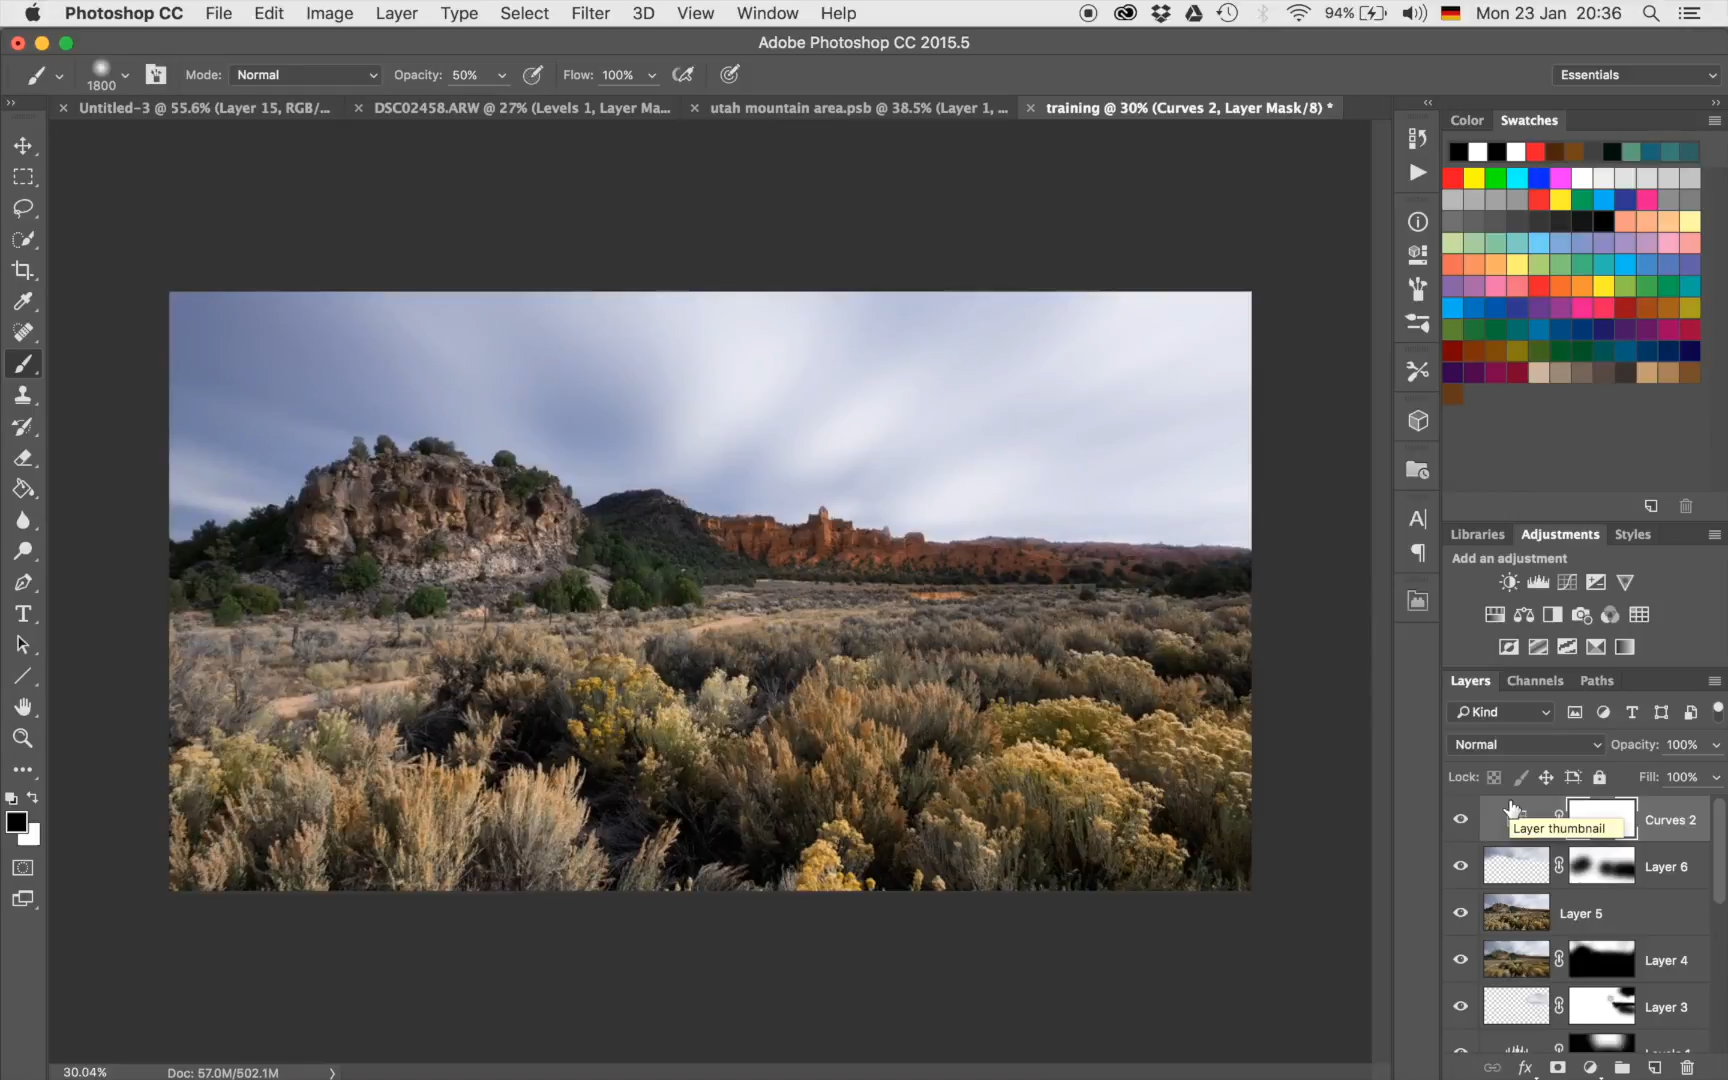 Photoshop CC File Edit Image Layer Type Select Filter 3D View Window Help 94% Mon 23 Jan 20:36
Adobe Photoshop CC 2015.5
1800 Mode: Normal Opacity: 50% Flow: 100% Essentials
Untitled-3 @ 55.6% (Layer 15, RGB/... DSC02458.ARW @ 27% (Levels 1, Layer Ma... utah mountain area.psb @ 38.5% (Layer 1, ... training @ 30% (Curves 2, Layer Mask/8) *
Color Swatches
Libraries Adjustments Styles
Add an adjustment
Layers Channels Paths
Kind
Normal Opacity: 100%
Lock: Fill: 100%
Curves 2
Layer thumbnail
Layer 6
Layer 5
Layer 4
Layer 3
30.04% Doc: 57.0M/502.1M